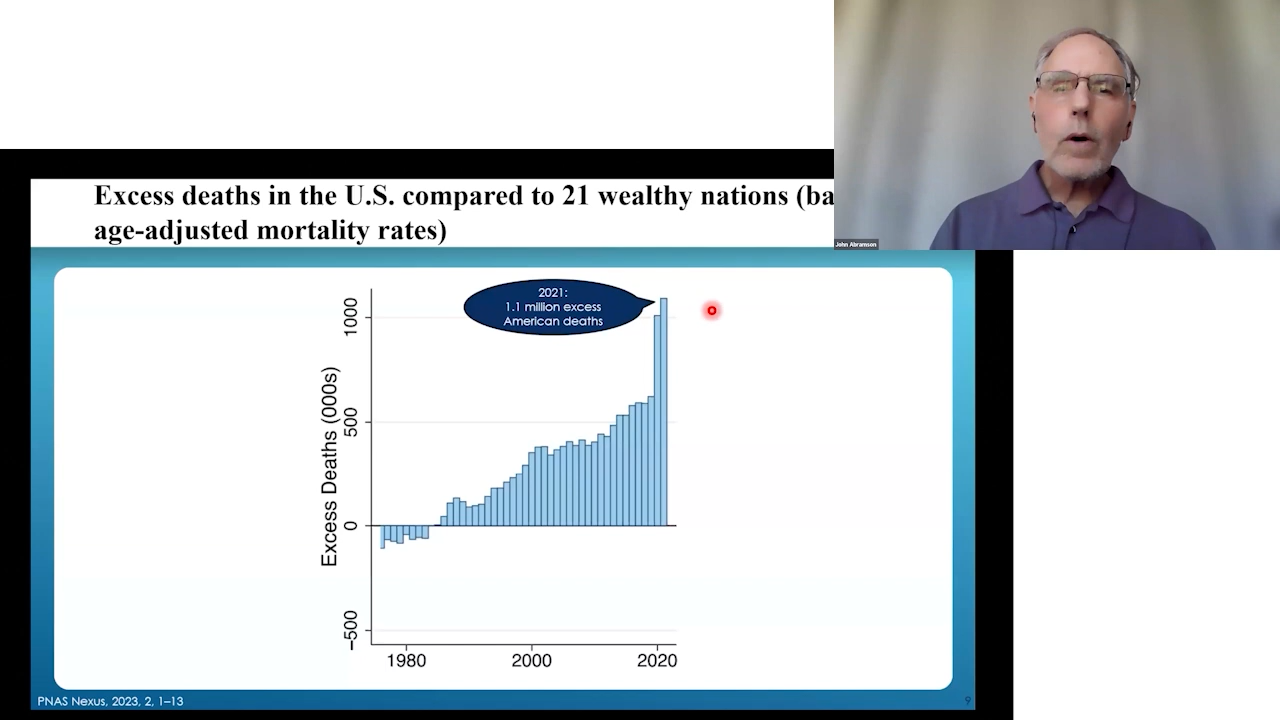 John Abramson
Excess deaths in the U.S. compared to 21 wealthy nations (ba
age-adjusted mortality rates)
2021:
1.1 million excess
American deaths
Excess Deaths (000s)
1000
500
0
−500
1980
2000
2020
PNAS Nexus, 2023, 2, 1–13
9